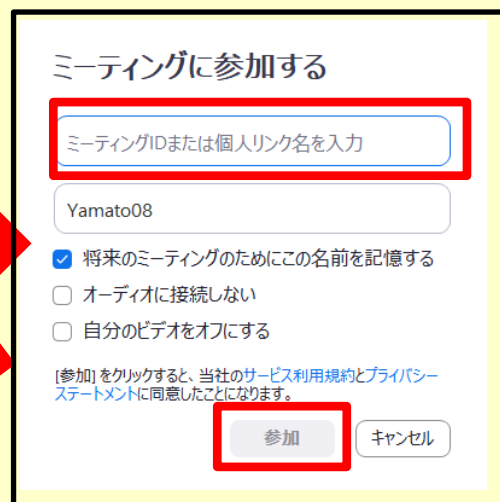 ミーティングに参加する
ミーティングIDまたは個人リンク名を入力
Yamato08
将来のミーティングのためにこの名前を記憶する
オーディオに接続しない
自分のビデオをオフにする
[参加] をクリックすると、当社のサービス利用規約とプライバシー
ステートメントに同意したことになります。
参加 キャンセル